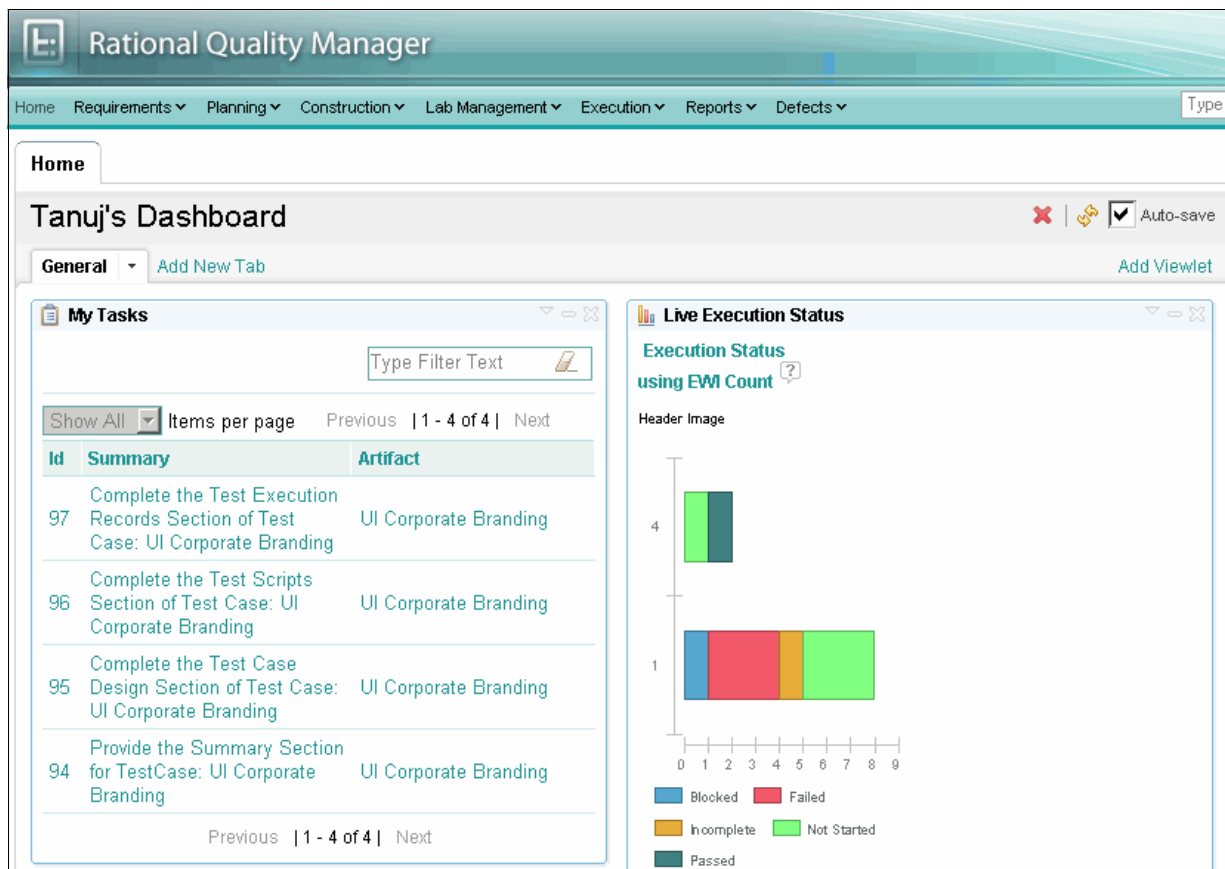 Rational Quality Manager
Home Requirements Planning Construction Lab Management Execution Reports Defects Type
Home
Tanuj's Dashboard
Auto-save
General Add New Tab Add Viewlet
My Tasks
Type Filter Text
Show All Items per page Previous | 1 - 4 of 4 | Next
Id Summary Artifact
97 Complete the Test Execution Records Section of Test Case: UI Corporate Branding UI Corporate Branding
96 Complete the Test Scripts Section of Test Case: UI Corporate Branding UI Corporate Branding
95 Complete the Test Case Design Section of Test Case: UI Corporate Branding UI Corporate Branding
94 Provide the Summary Section for TestCase: UI Corporate Branding UI Corporate Branding
Previous | 1 - 4 of 4 | Next
Live Execution Status
Execution Status
using EWI Count ?
Header Image
4
1
0 1 2 3 4 5 6 7 8 9
Blocked Failed
Incomplete Not Started
Passed